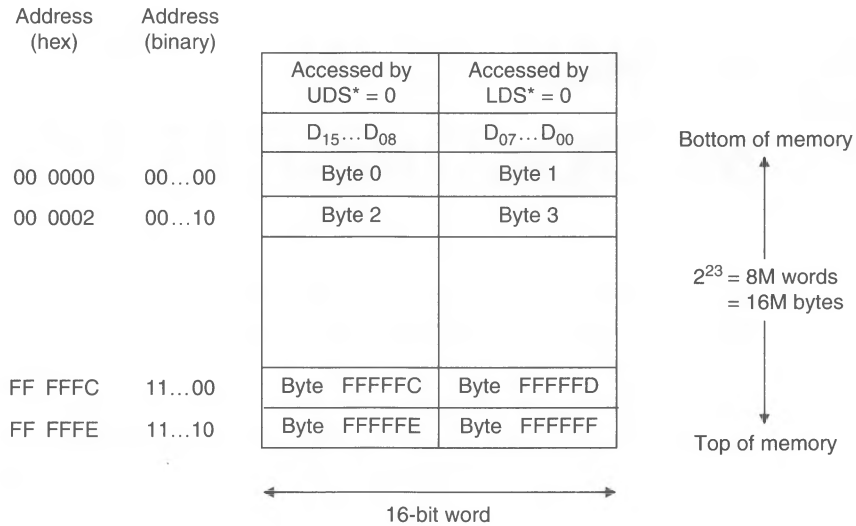 Address (hex)
Address (binary)
Accessed by UDS* = 0
Accessed by LDS* = 0
D15...D08
D07...D00
Bottom of memory
00 0000
00...00
Byte 0
Byte 1
00 0002
00...10
Byte 2
Byte 3
2^23 = 8M words
= 16M bytes
FF FFFC
11...00
Byte FFFFFC
Byte FFFFFD
FF FFFE
11...10
Byte FFFFFE
Byte FFFFFF
Top of memory
16-bit word